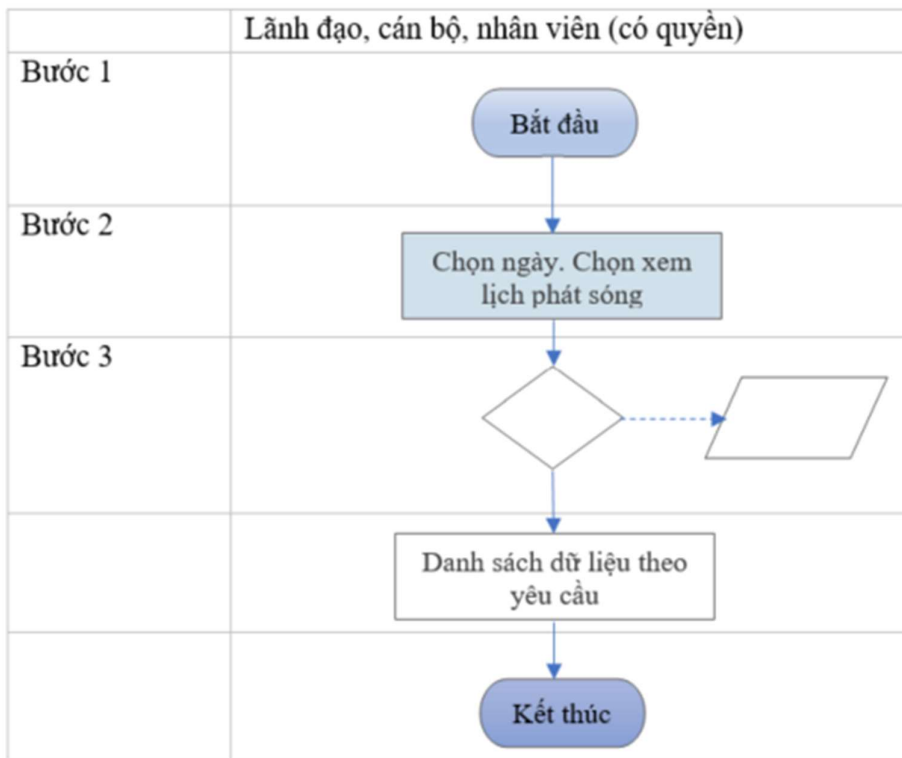 Lãnh đạo, cán bộ, nhân viên (có quyền)
Bước 1
Bắt đầu
Bước 2
Chọn ngày. Chọn xem
lịch phát sóng
Bước 3
Danh sách dữ liệu theo
yêu cầu
Kết thúc